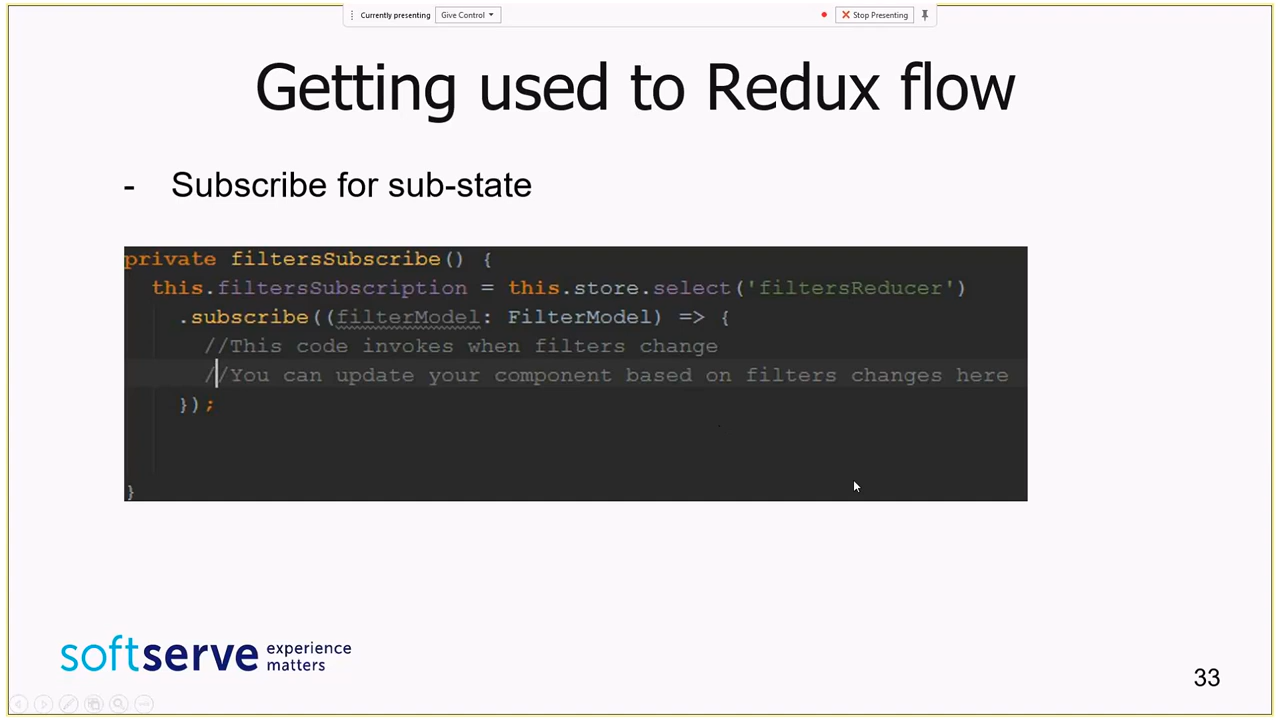 Currently presenting Give Control Stop Presenting
Getting used to Redux flow
- Subscribe for sub-state
private filtersSubscribe() {
this.filtersSubscription = this.store.select('filtersReducer')
.subscribe((filterModel: FilterModel) => {
//This code invokes when filters change
//You can update your component based on filters changes here
});
}
softserve experience
matters
33